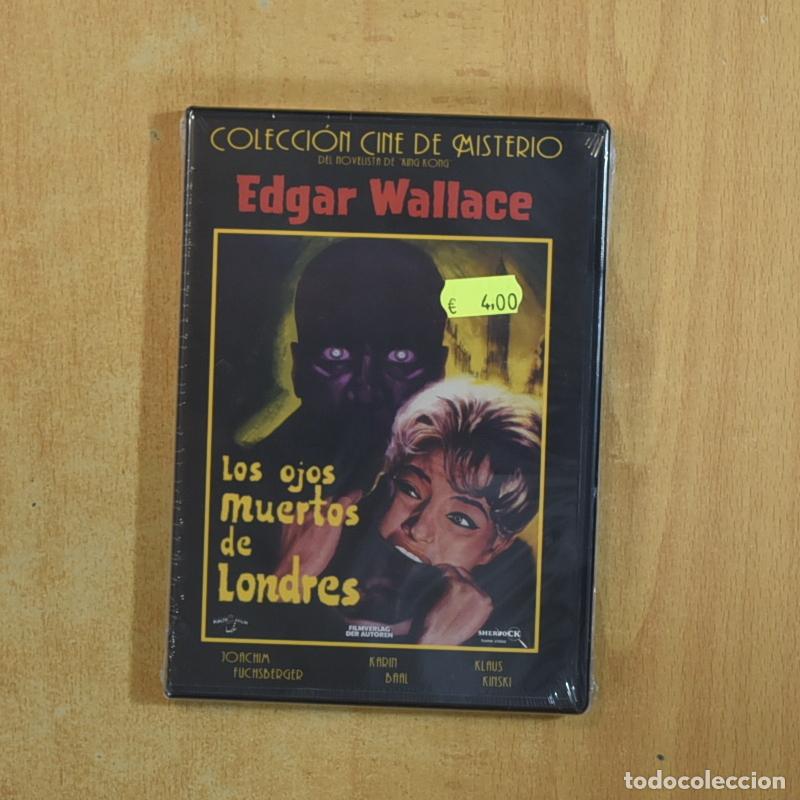 COLECCIÓN CINE DE MISTERIO
DEL NOVELISTA DE "KING KONG"
Edgar Wallace
€ 4,00
Los ojos
Muertos
de
Londres
FILMVERLAG
DER AUTOREN
SHERLOCK
JOACHIM
FUCHSBERGER
KARIN
BAAL
KLAUS
KINSKI
todocoleccion